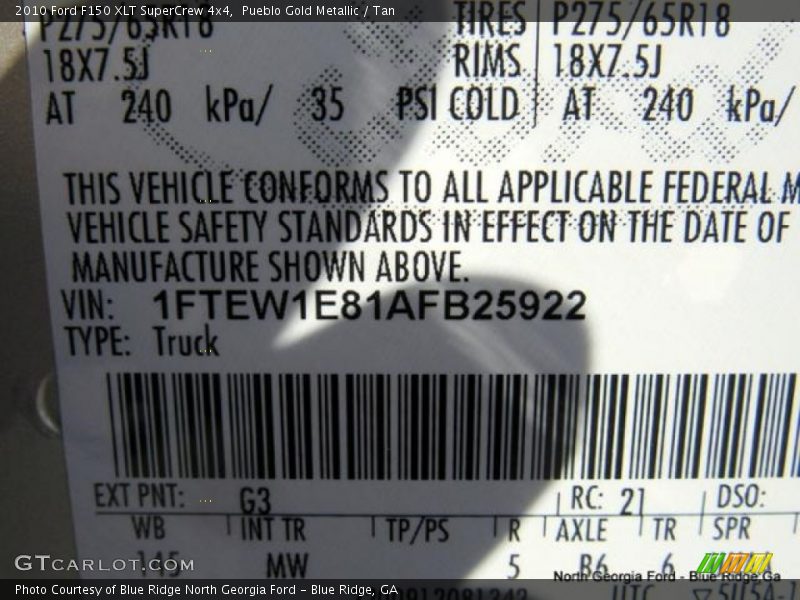 2010 Ford F150 XLT SuperCrew 4x4, Pueblo Gold Metallic / Tan
P275/65R18 TIRES P275/65R18
18X7.5J RIMS 18X7.5J
AT 240 kPa/ 35 PSI COLD AT 240 kPa/
THIS VEHICLE CONFORMS TO ALL APPLICABLE FEDERAL M
VEHICLE SAFETY STANDARDS IN EFFECT ON THE DATE OF
MANUFACTURE SHOWN ABOVE.
VIN: 1FTEW1E81AFB25922
TYPE: Truck
EXT PNT: G3 RC: 21 DSO:
WB INT TR TP/PS R AXLE TR SPR
145 MW 5 B6 6
GTCARLOT.COM
North Georgia Ford - Blue Ridge,Ga
Photo Courtesy of Blue Ridge North Georgia Ford - Blue Ridge, GA
UTC